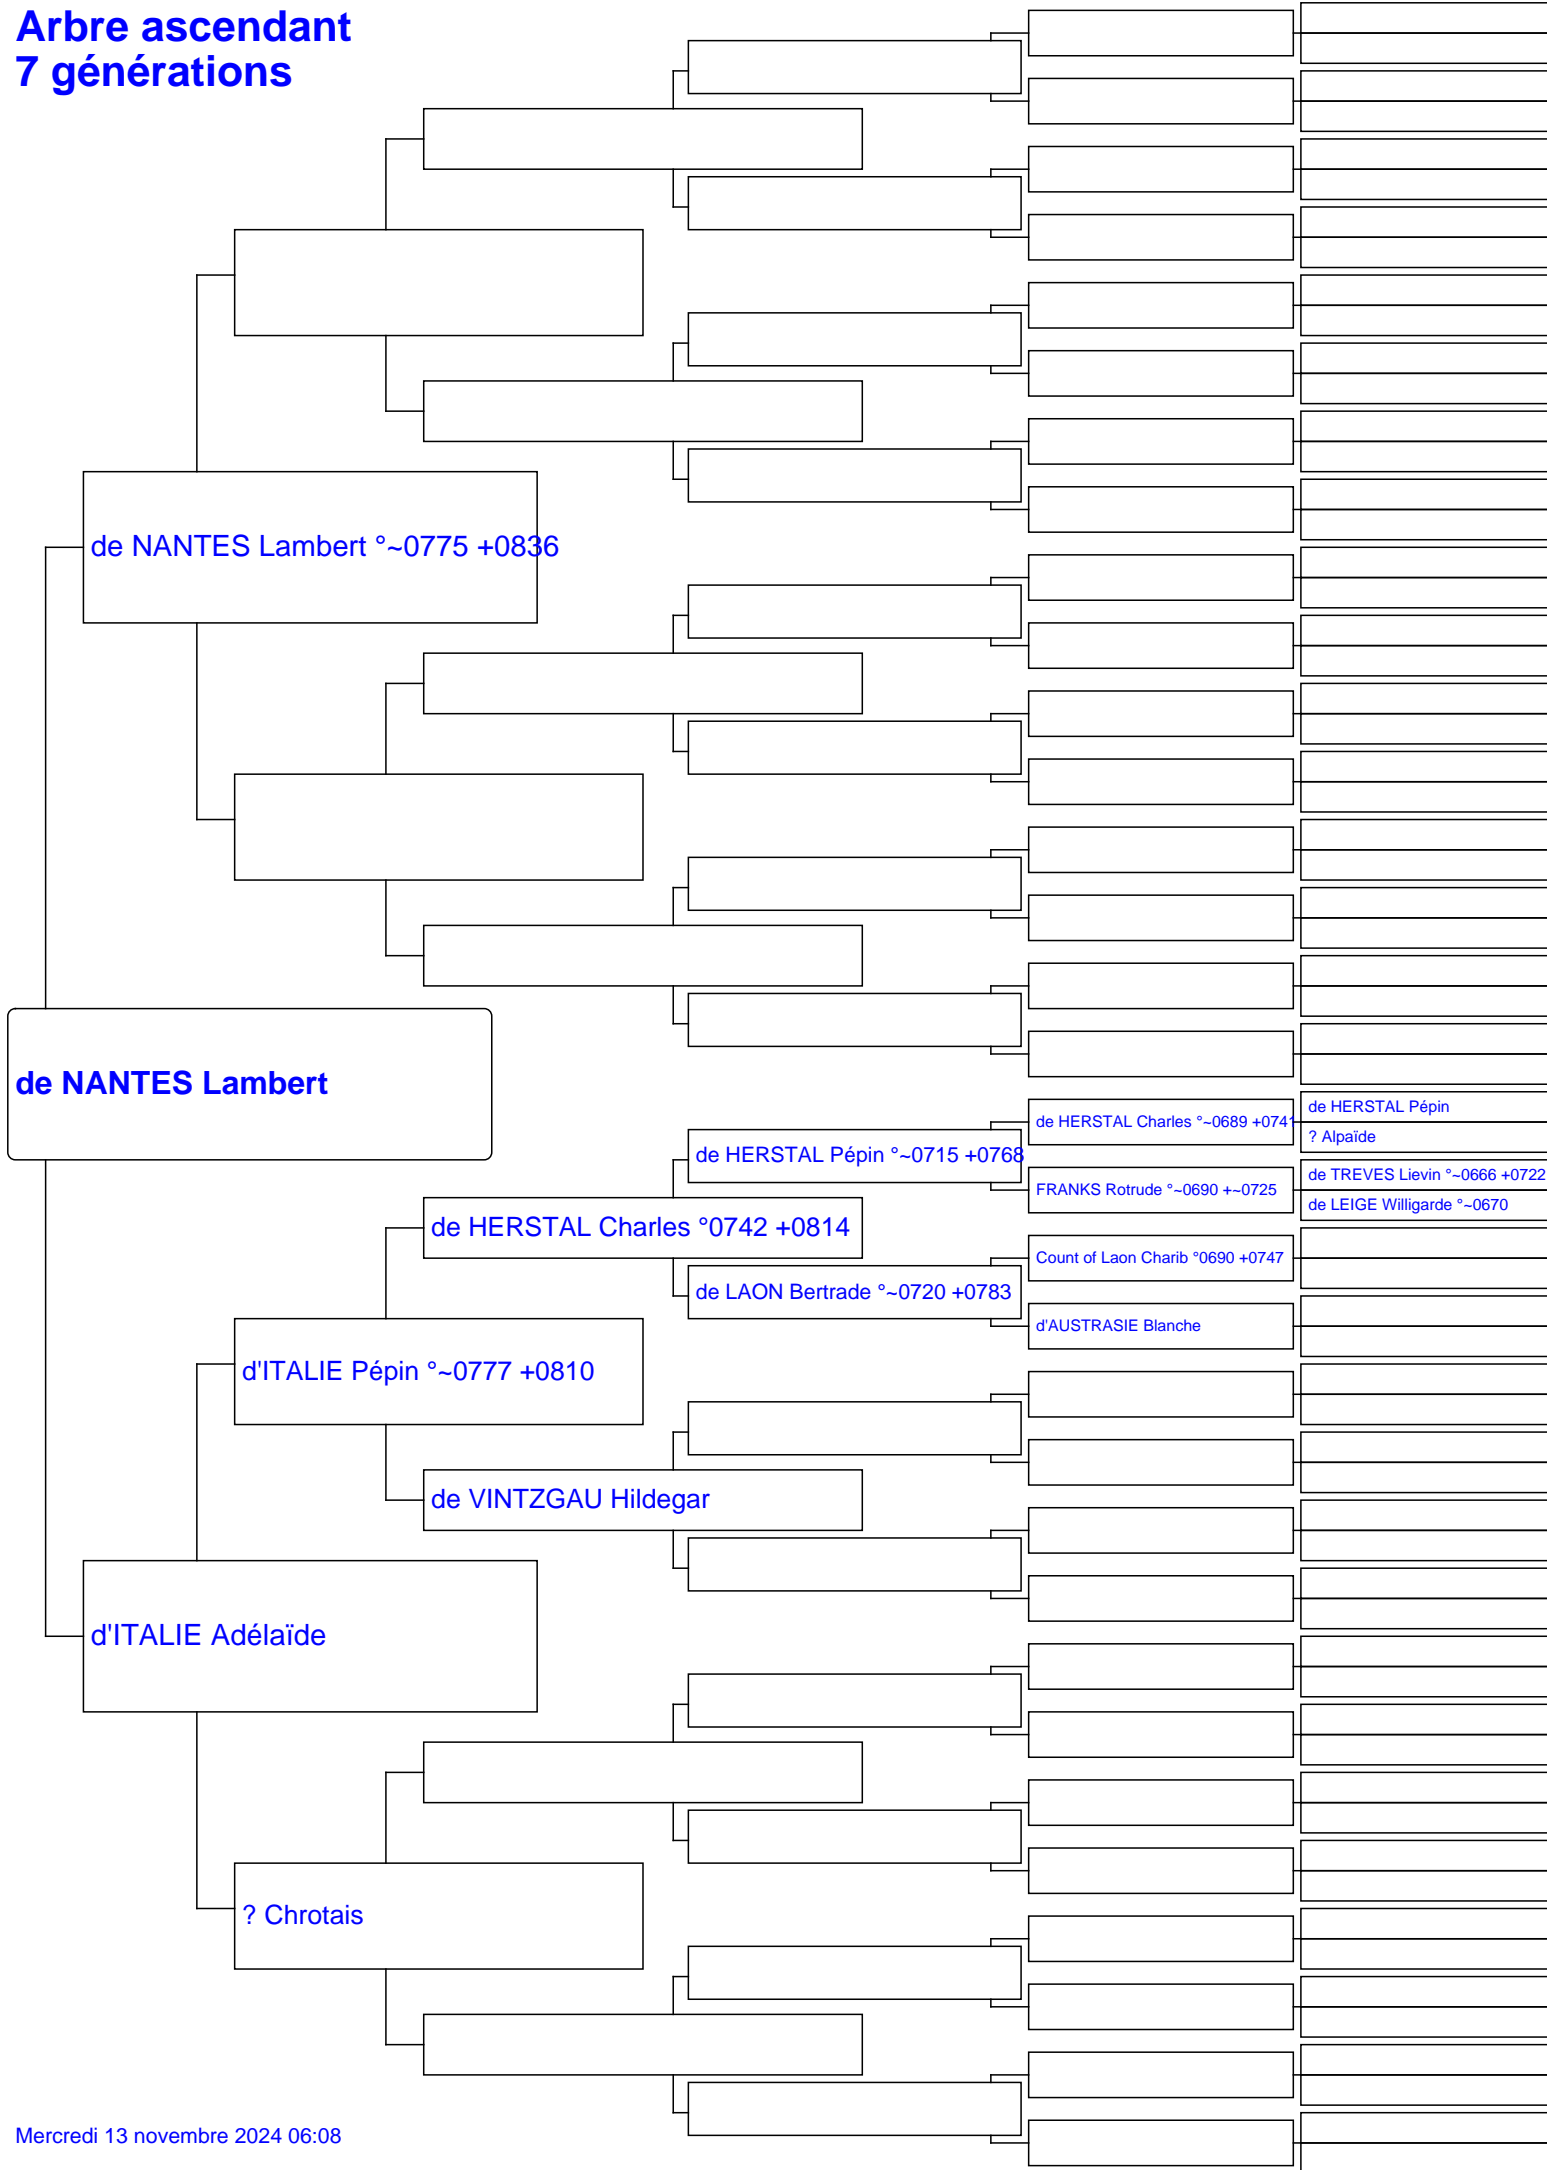 Arbre ascendant
7 générations
de NANTES Lambert °~0775 +0836
de NANTES Lambert
de HERSTAL Pépin
de HERSTAL Charles °~0689 +0741
? Alpaïde
de HERSTAL Pépin °~0715 +0768
de TREVES Lievin °~0666 +0722
FRANKS Rotrude °~0690 +~0725
de LEIGE Willigarde °~0670
de HERSTAL Charles °0742 +0814
Count of Laon Charib °0690 +0747
de LAON Bertrade °~0720 +0783
d'AUSTRASIE Blanche
d'ITALIE Pépin °~0777 +0810
de VINTZGAU Hildegar
d'ITALIE Adélaïde
? Chrotais
Mercredi 13 novembre 2024 06:08